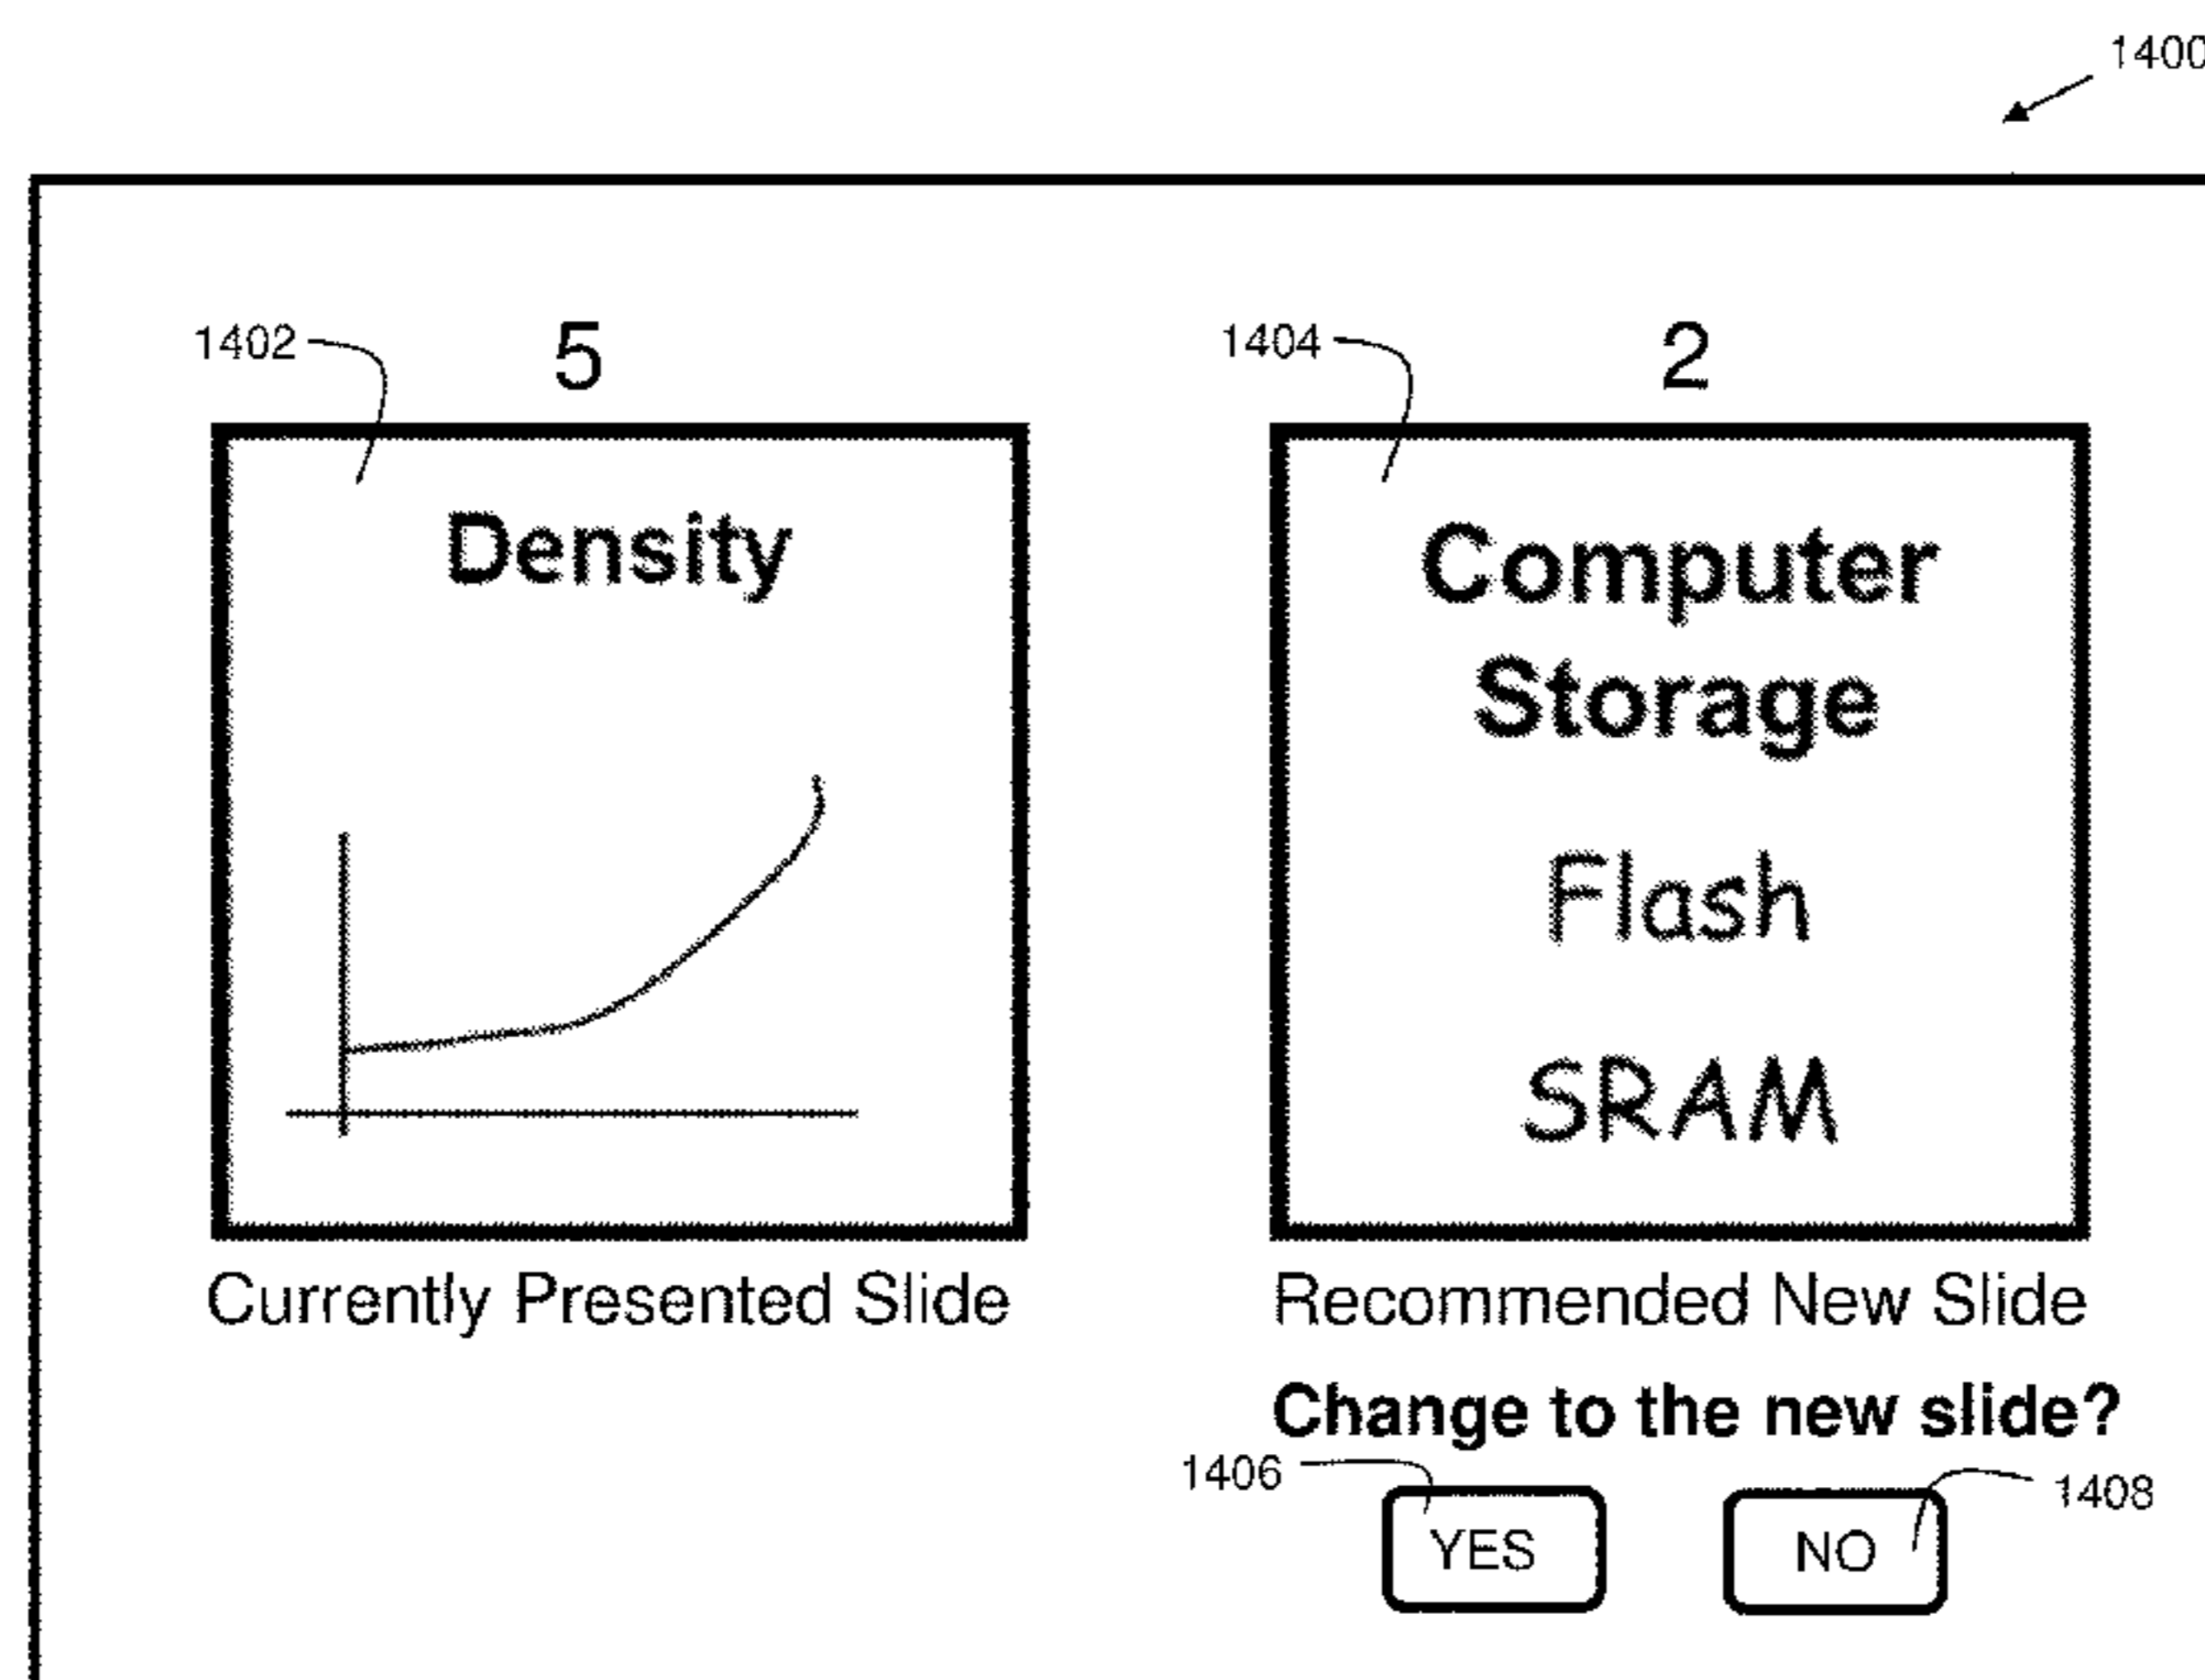 1400
1402
5
1404
2
Density
Computer
Storage
Flash
SRAM
Currently Presented Slide
Recommended New Slide
Change to the new slide?
1406
1408
YES
NO